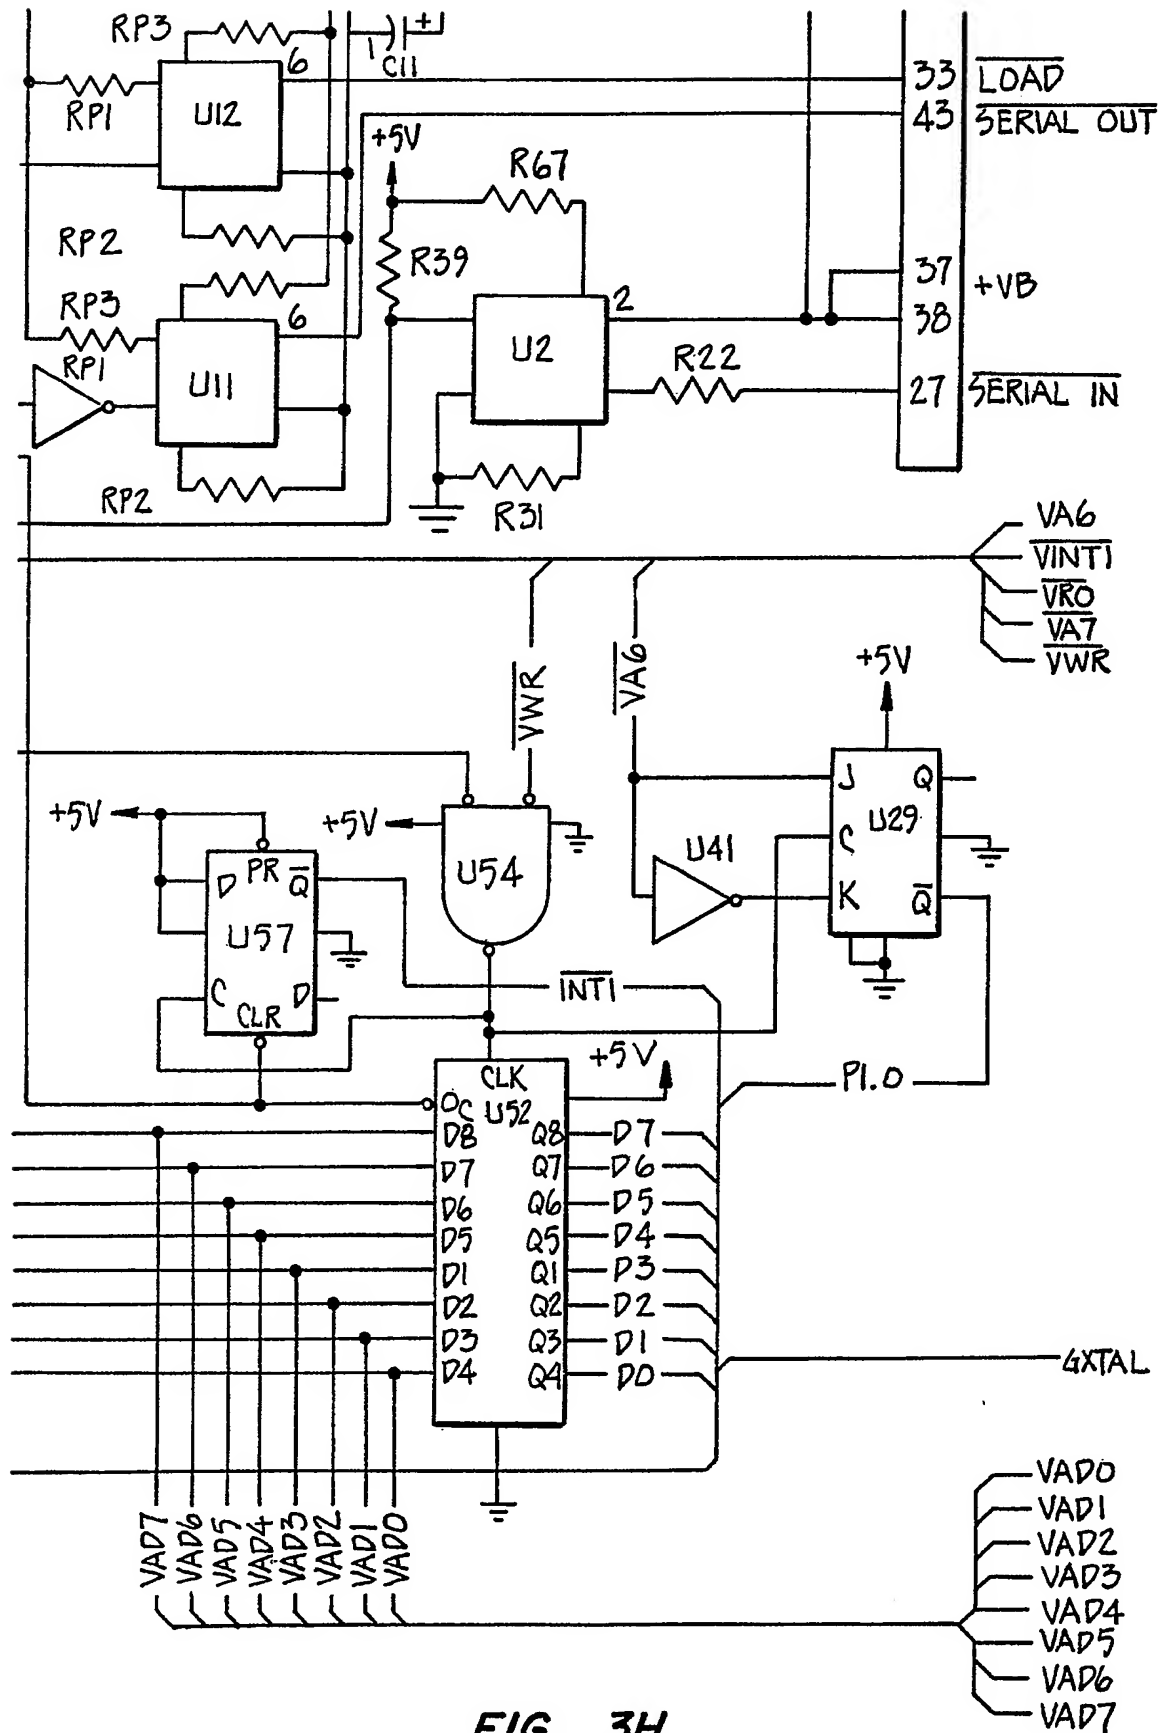 RP3
+
1 C11
6
33 LOAD
RP1
U12
43 SERIAL OUT
+5V
R67
RP2
R39
37
+VB
RP3
6
2
38
U2
RP1
U11
R22
27 SERIAL IN
RP2
R31
VA6
VINT1
VRO
VA7
VWR
VWR
VA6
+5V
J Q
+5V
+5V
U29
C
U41
PR
D Q
U54
K Q
U57
C D
CLR
INT1
+5V
CLK
P1.0
OC U52
D8 Q8 D7
D7 Q7 D6
D6 Q6 D5
D5 Q5 D4
D1 Q1 D3
D2 Q2 D2
D3 Q3 D1
D4 Q4 D0
GXTAL
VAD7
VAD6
VAD5
VAD4
VAD3
VAD2
VAD1
VAD0
VAD0
VAD1
VAD2
VAD3
VAD4
VAD5
VAD6
VAD7
FIG. 3H